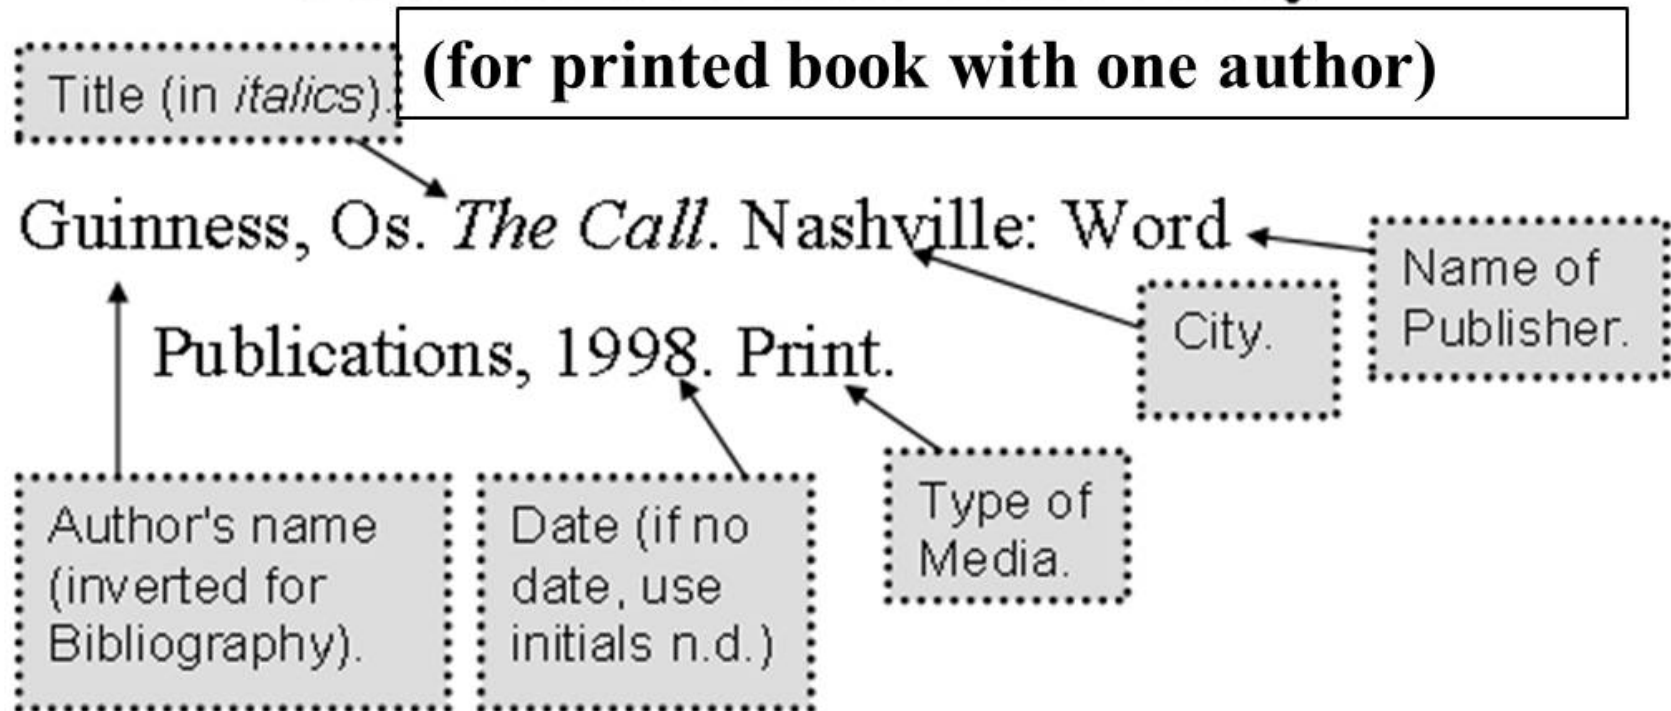 (for printed book with one author)
Title (in italics).
Guinness, Os. The Call. Nashville: Word
Name of
Publisher.
City.
Publications, 1998. Print.
Author's name
(inverted for
Bibliography).
Date (if no
date, use
initials n.d.)
Type of
Media.